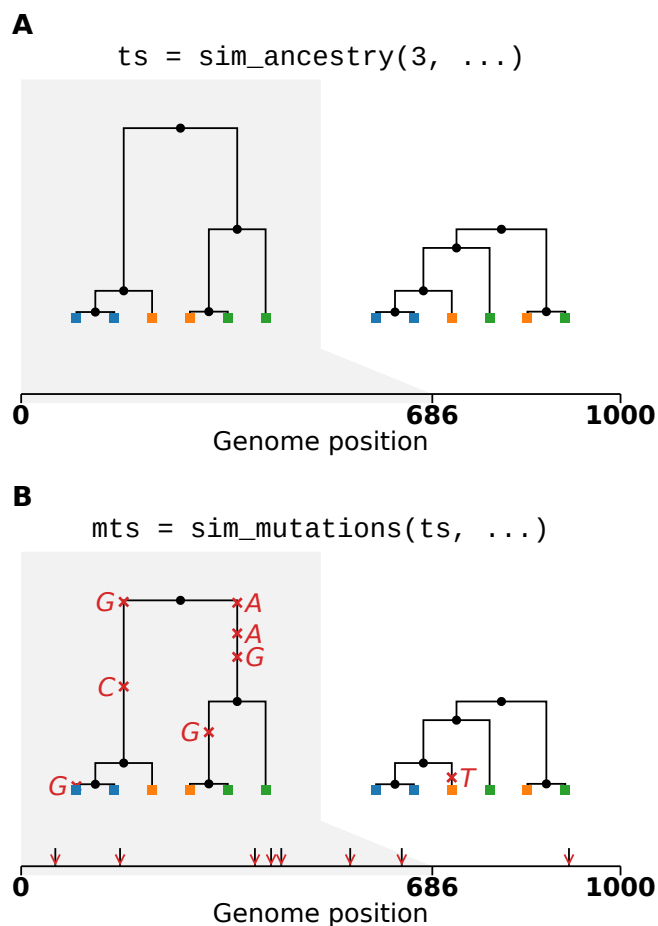 A
ts = sim_ancestry(3, ...)
0 686 1000
Genome position
B
mts = sim_mutations(ts, ...)
G A
A
G
C
G
G T
0 686 1000
Genome position